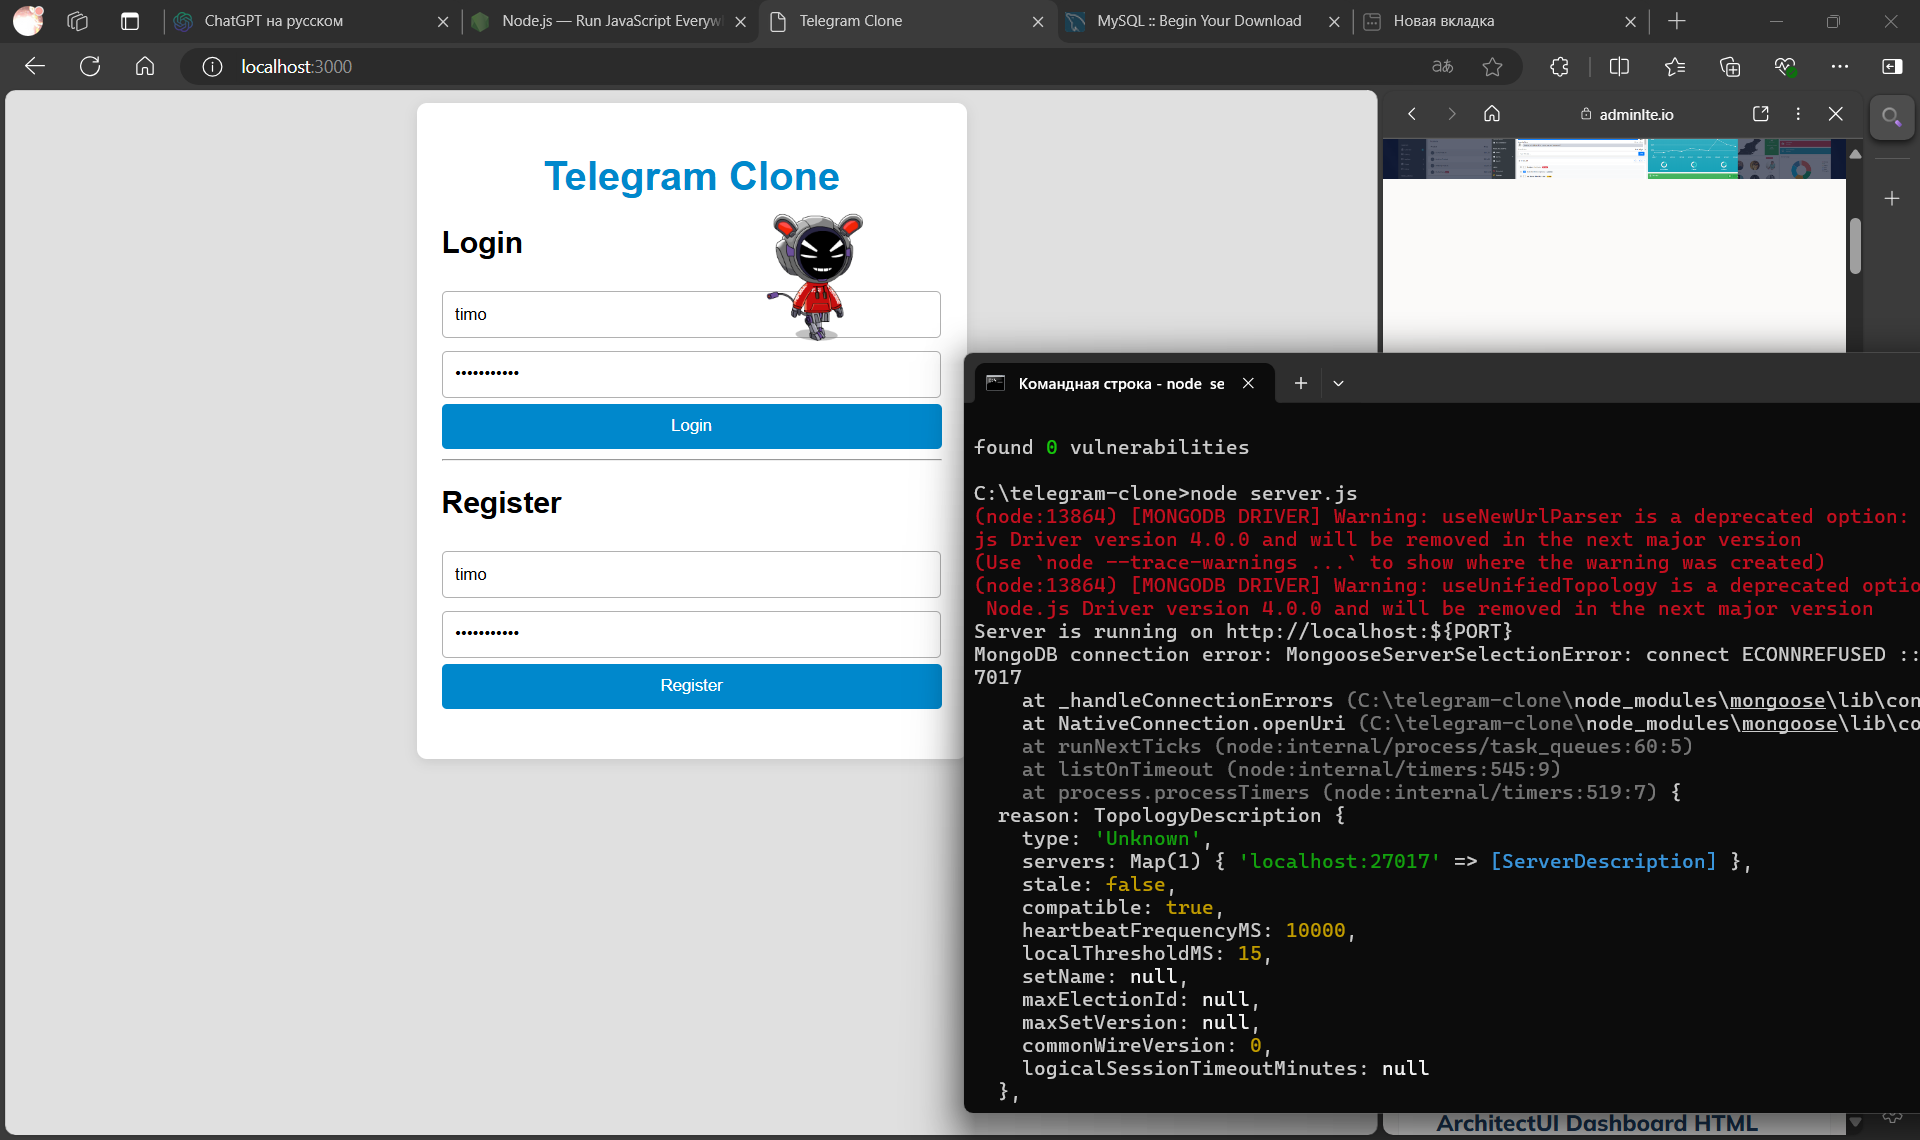 ChatGPT на русском
Node.js — Run JavaScript Everyw
Telegram Clone
MySQL :: Begin Your Download
Новая вкладка
localhost:3000
aあ
adminlte.io
Telegram Clone
Login
timo
•••••••••••
Login
Register
timo
•••••••••••
Register
Командная строка - node se
found 0 vulnerabilities
C:\telegram-clone>node server.js
(node:13864) [MONGODB DRIVER] Warning: useNewUrlParser is a deprecated option:
js Driver version 4.0.0 and will be removed in the next major version
(Use `node --trace-warnings ...` to show where the warning was created)
(node:13864) [MONGODB DRIVER] Warning: useUnifiedTopology is a deprecated optio
Node.js Driver version 4.0.0 and will be removed in the next major version
Server is running on http://localhost:${PORT}
MongoDB connection error: MongooseServerSelectionError: connect ECONNREFUSED ::
7017
at _handleConnectionErrors (C:\telegram-clone\node_modules\mongoose\lib\con
at NativeConnection.openUri (C:\telegram-clone\node_modules\mongoose\lib\co
at runNextTicks (node:internal/process/task_queues:60:5)
at listOnTimeout (node:internal/timers:545:9)
at process.processTimers (node:internal/timers:519:7) {
reason: TopologyDescription {
type: 'Unknown',
servers: Map(1) { 'localhost:27017' => [ServerDescription] },
stale: false,
compatible: true,
heartbeatFrequencyMS: 10000,
localThresholdMS: 15,
setName: null,
maxElectionId: null,
maxSetVersion: null,
commonWireVersion: 0,
logicalSessionTimeoutMinutes: null
},
ArchitectUI Dashboard HTML